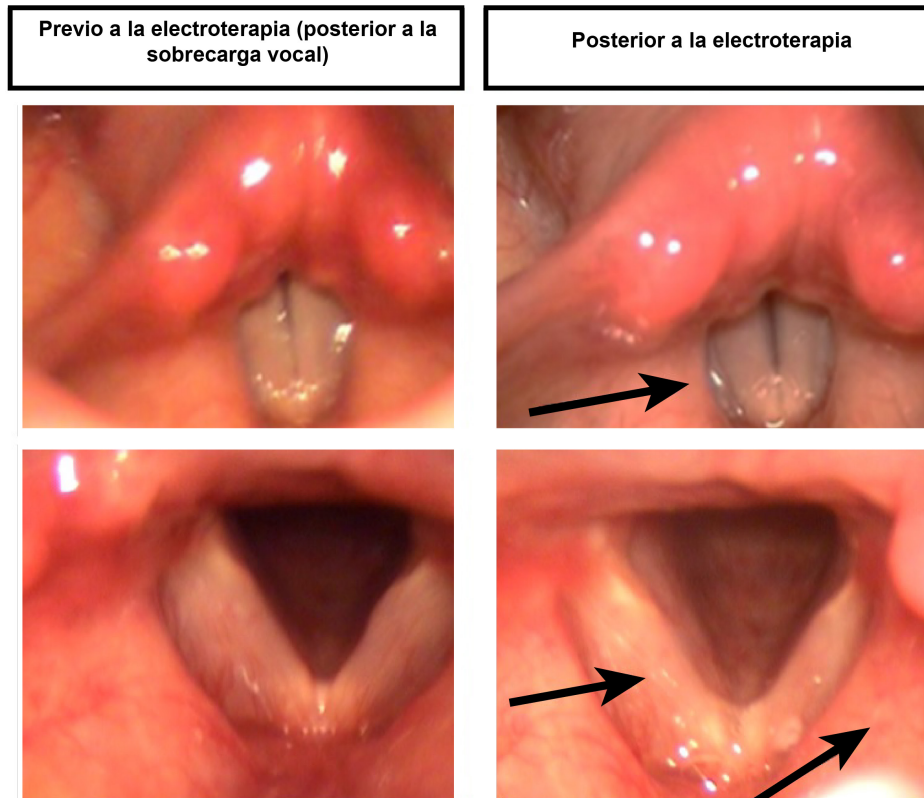 Previo a la electroterapia (posterior a la
sobrecarga vocal)
Posterior a la electroterapia